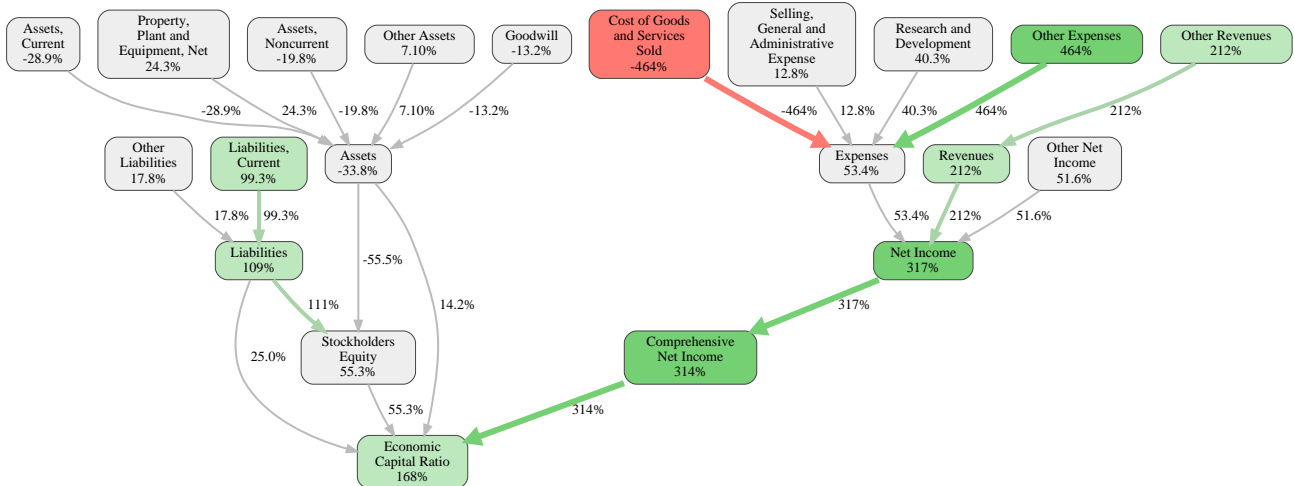 Assets,
Current
-28.9%
Property,
Plant and
Equipment, Net
24.3%
Assets,
Noncurrent
-19.8%
Other Assets
7.10%
Goodwill
-13.2%
Cost of Goods
and Services
Sold
-464%
Selling,
General and
Administrative
Expense
12.8%
Research and
Development
40.3%
Other Expenses
464%
Other Revenues
212%
-28.9%
24.3%
-19.8%
7.10%
-13.2%
-464%
12.8%
40.3%
464%
212%
Other
Liabilities
17.8%
Liabilities,
Current
99.3%
Assets
-33.8%
Expenses
53.4%
Revenues
212%
Other Net
Income
51.6%
17.8%
99.3%
53.4%
212%
51.6%
Liabilities
109%
-55.5%
Net Income
317%
111%
14.2%
317%
25.0%
Stockholders
Equity
55.3%
Comprehensive
Net Income
314%
55.3%
314%
Economic
Capital Ratio
168%